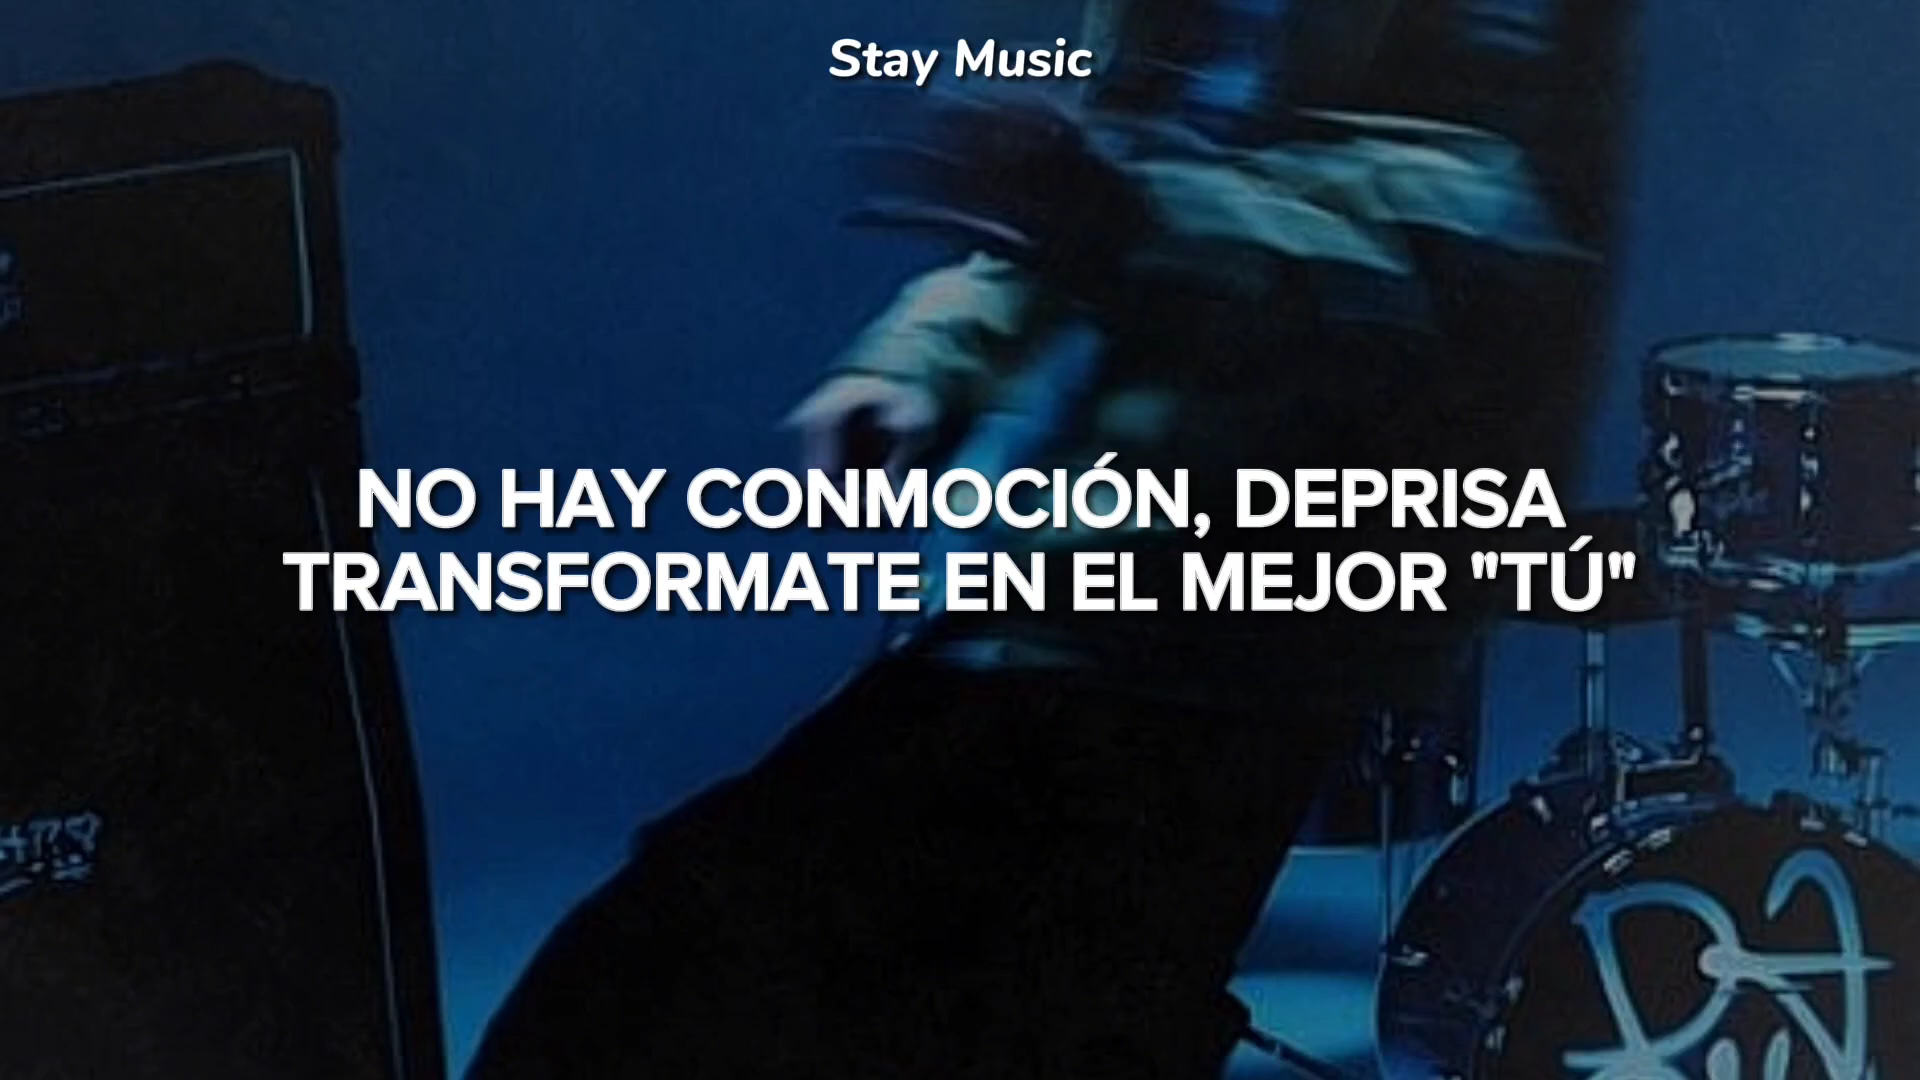 Stay Music
NO HAY CONMOCIÓN, DEPRISA
TRANSFORMATE EN EL MEJOR "TÚ"